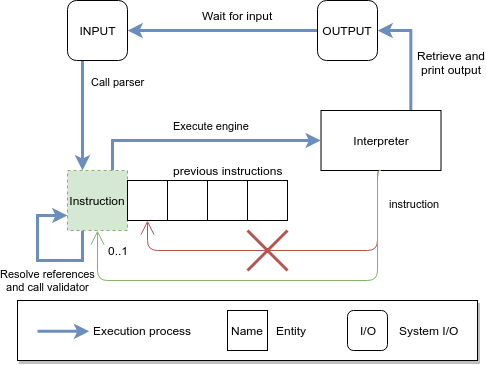 Wait for input
INPUT
OUTPUT
Retrieve and
print output
Call parser
Execute engine
Interpreter
previous instructions
Instruction
instruction
0..1
Resolve references
and call validator
Execution process
Name
Entity
I/O
System I/O